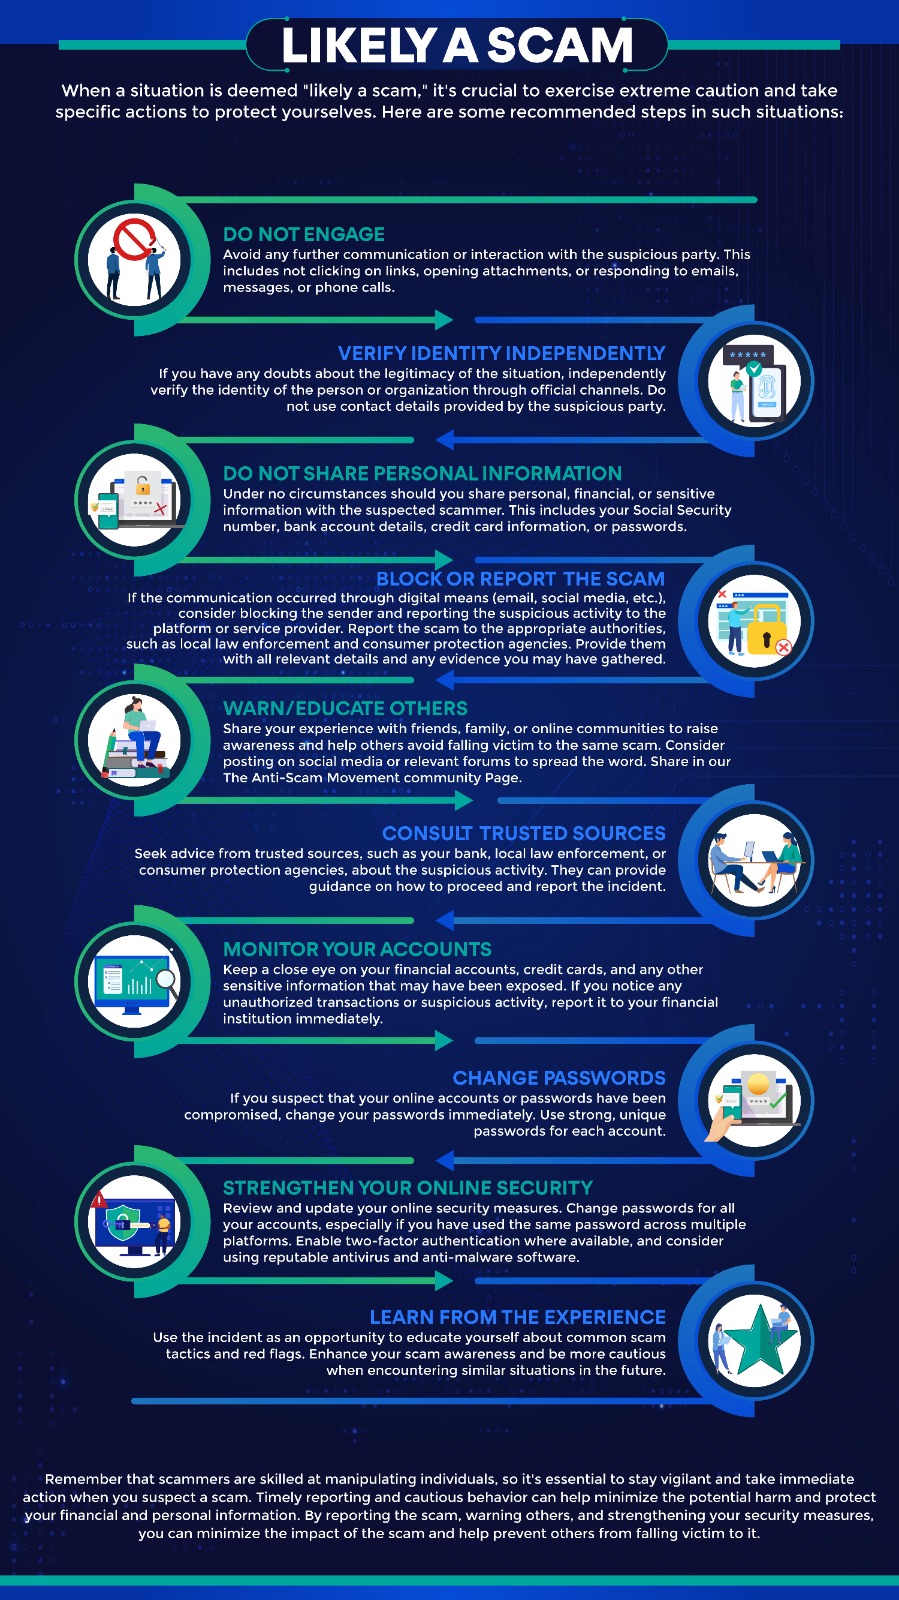 LIKELY A SCAM
When a situation is deemed "likely a scam," it's crucial to exercise extreme caution and take
specific actions to protect yourselves. Here are some recommended steps in such situations:
DO NOT ENGAGE
Avoid any further communication or interaction with the suspicious party. This
includes not clicking on links, opening attachments, or responding to emails,
messages, or phone calls.
VERIFY IDENTITY INDEPENDENTLY
If you have any doubts about the legitimacy of the situation, independently
verify the identity of the person or organization through official channels. Do
not use contact details provided by the suspicious party.
DO NOT SHARE PERSONAL INFORMATION
Under no circumstances should you share personal, financial, or sensitive
information with the suspected scammer. This includes your Social Security
number, bank account details, credit card information, or passwords.
BLOCK OR REPORT THE SCAM
If the communication occurred through digital means (email, social media, etc.),
consider blocking the sender and reporting the suspicious activity to the
platform or service provider. Report the scam to the appropriate authorities,
such as local law enforcement and consumer protection agencies. Provide them
with all relevant details and any evidence you may have gathered.
WARN/EDUCATE OTHERS
Share your experience with friends, family, or online communities to raise
awareness and help others avoid falling victim to the same scam. Consider
posting on social media or relevant forums to spread the word. Share in our
The Anti-Scam Movement community Page.
CONSULT TRUSTED SOURCES
Seek advice from trusted sources, such as your bank, local law enforcement, or
consumer protection agencies, about the suspicious activity. They can provide
guidance on how to proceed and report the incident.
MONITOR YOUR ACCOUNTS
Keep a close eye on your financial accounts, credit cards, and any other
sensitive information that may have been exposed. If you notice any
unauthorized transactions or suspicious activity, report it to your financial
institution immediately.
CHANGE PASSWORDS
If you suspect that your online accounts or passwords have been
compromised, change your passwords immediately. Use strong, unique
passwords for each account.
STRENGTHEN YOUR ONLINE SECURITY
Review and update your online security measures. Change passwords for all
your accounts, especially if you have used the same password across multiple
platforms. Enable two-factor authentication where available, and consider
using reputable antivirus and anti-malware software.
LEARN FROM THE EXPERIENCE
Use the incident as an opportunity to educate yourself about common scam
tactics and red flags. Enhance your scam awareness and be more cautious
when encountering similar situations in the future.
Remember that scammers are skilled at manipulating individuals, so it's essential to stay vigilant and take immediate
action when you suspect a scam. Timely reporting and cautious behavior can help minimize the potential harm and protect
your financial and personal information. By reporting the scam, warning others, and strengthening your security measures,
you can minimize the impact of the scam and help prevent others from falling victim to it.